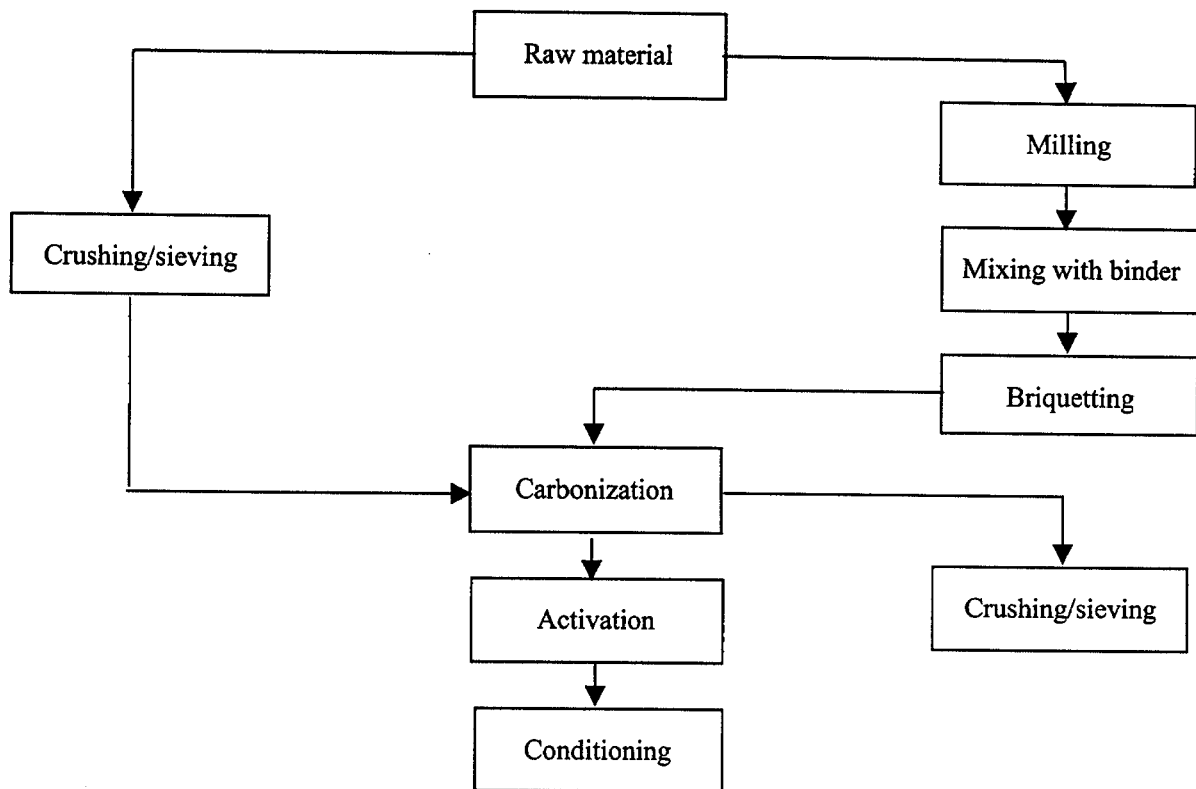 Raw material
Milling
Crushing/sieving
Mixing with binder
Briquetting
Carbonization
Crushing/sieving
Activation
Conditioning